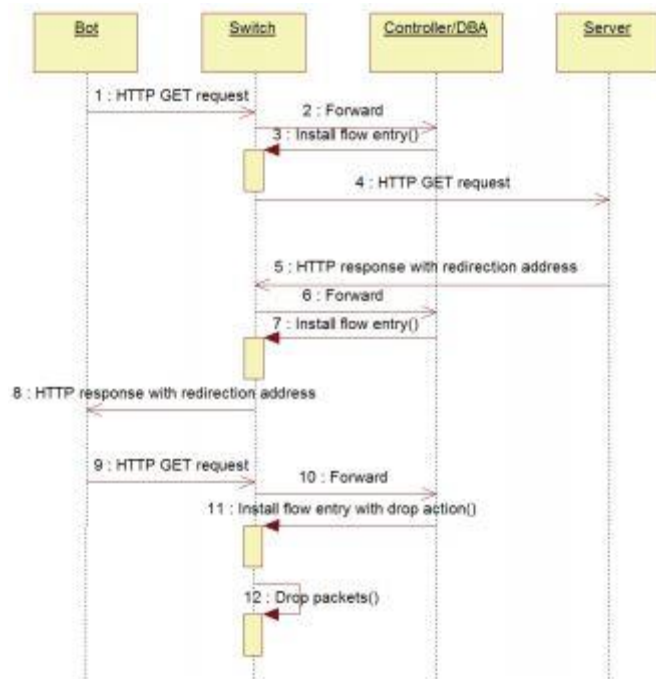 Bot
Switch
Controller/DBA
Server
1 : HTTP GET request
2 : Forward
3 : Install flow entry()
4 : HTTP GET request
5 : HTTP response with redirection address
6 : Forward
7 : Install flow entry()
8 : HTTP response with redirection address
9 : HTTP GET request
10 : Forward
11 : Install flow entry with drop action()
12 : Drop packets()